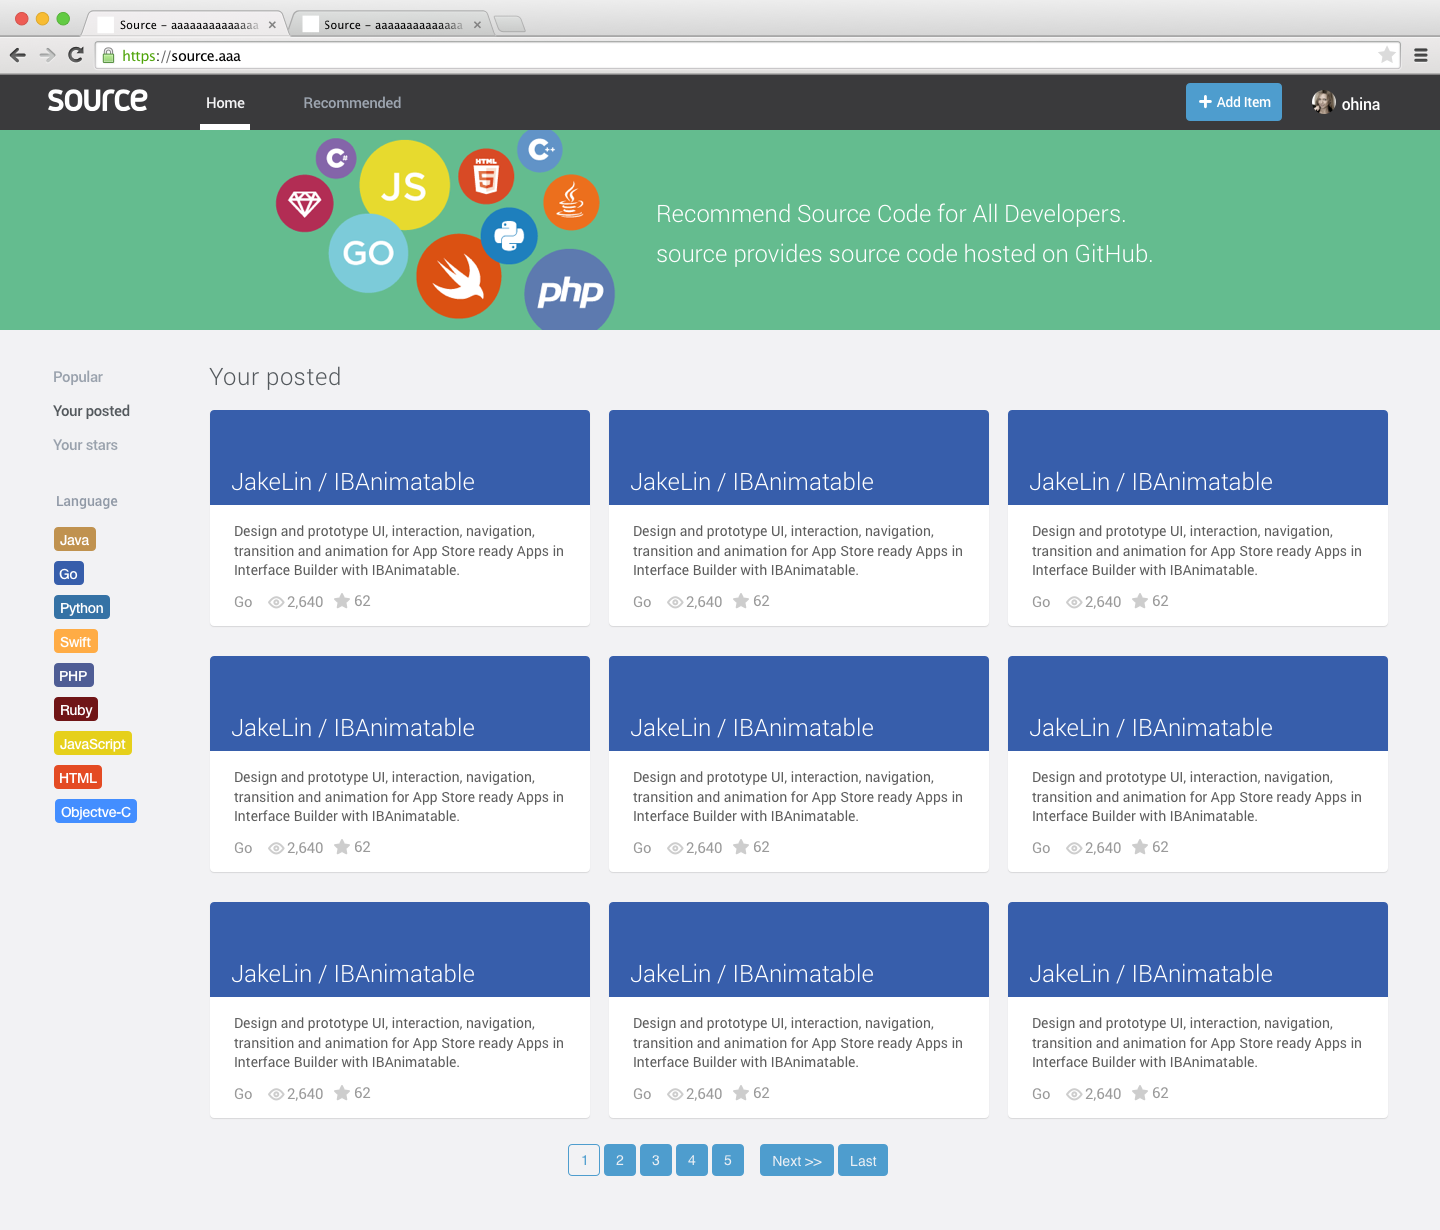 Source – aaaaaaaaaaaaaa
Source – aaaaaaaaaaaaaa
https://source.aaa
source
Home
Recommended
Add Item
ohina
C#
JS
HTML
5
C++
GO
php
Recommend Source Code for All Developers.
source provides source code hosted on GitHub.
Popular
Your posted
Your stars
Language
Java
Go
Python
Swift
PHP
Ruby
JavaScript
HTML
Objectve-C
Your posted
JakeLin / IBAnimatable
Design and prototype UI, interaction, navigation,
transition and animation for App Store ready Apps in
Interface Builder with IBAnimatable.
Go 2,640 62
JakeLin / IBAnimatable
Design and prototype UI, interaction, navigation,
transition and animation for App Store ready Apps in
Interface Builder with IBAnimatable.
Go 2,640 62
JakeLin / IBAnimatable
Design and prototype UI, interaction, navigation,
transition and animation for App Store ready Apps in
Interface Builder with IBAnimatable.
Go 2,640 62
JakeLin / IBAnimatable
Design and prototype UI, interaction, navigation,
transition and animation for App Store ready Apps in
Interface Builder with IBAnimatable.
Go 2,640 62
JakeLin / IBAnimatable
Design and prototype UI, interaction, navigation,
transition and animation for App Store ready Apps in
Interface Builder with IBAnimatable.
Go 2,640 62
JakeLin / IBAnimatable
Design and prototype UI, interaction, navigation,
transition and animation for App Store ready Apps in
Interface Builder with IBAnimatable.
Go 2,640 62
JakeLin / IBAnimatable
Design and prototype UI, interaction, navigation,
transition and animation for App Store ready Apps in
Interface Builder with IBAnimatable.
Go 2,640 62
JakeLin / IBAnimatable
Design and prototype UI, interaction, navigation,
transition and animation for App Store ready Apps in
Interface Builder with IBAnimatable.
Go 2,640 62
JakeLin / IBAnimatable
Design and prototype UI, interaction, navigation,
transition and animation for App Store ready Apps in
Interface Builder with IBAnimatable.
Go 2,640 62
1 2 3 4 5 Next >> Last